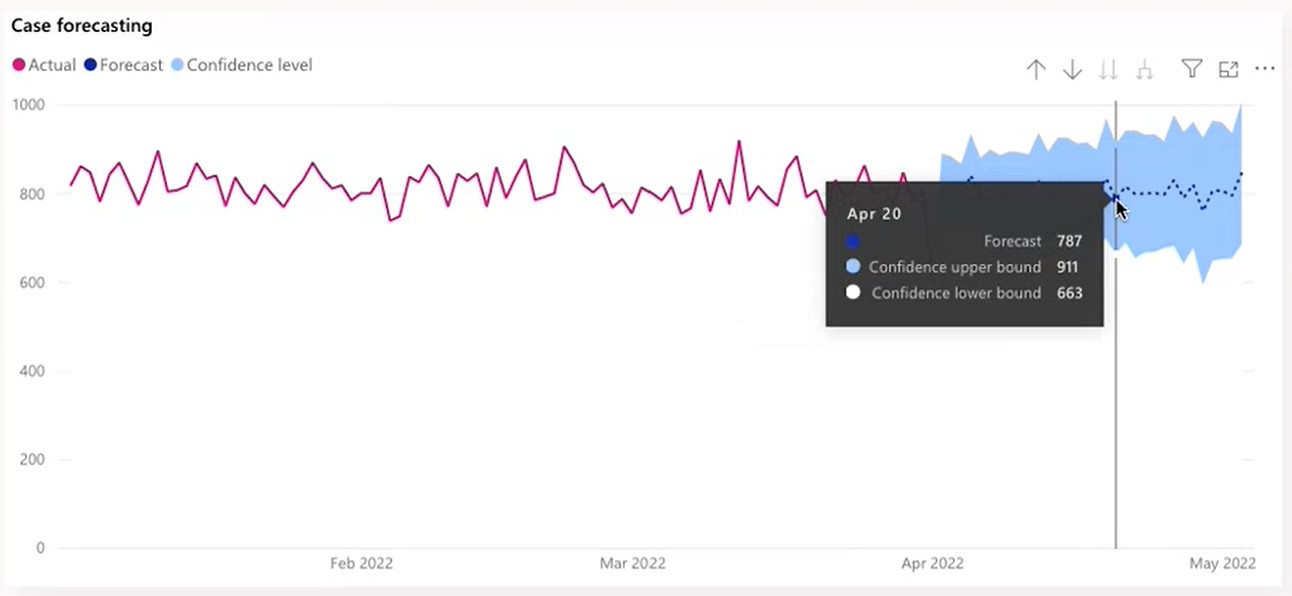 Case forecasting
Actual Forecast Confidence level
1000
800
600
400
200
0
Apr 20
Forecast 787
Confidence upper bound 911
Confidence lower bound 663
Feb 2022 Mar 2022 Apr 2022 May 2022